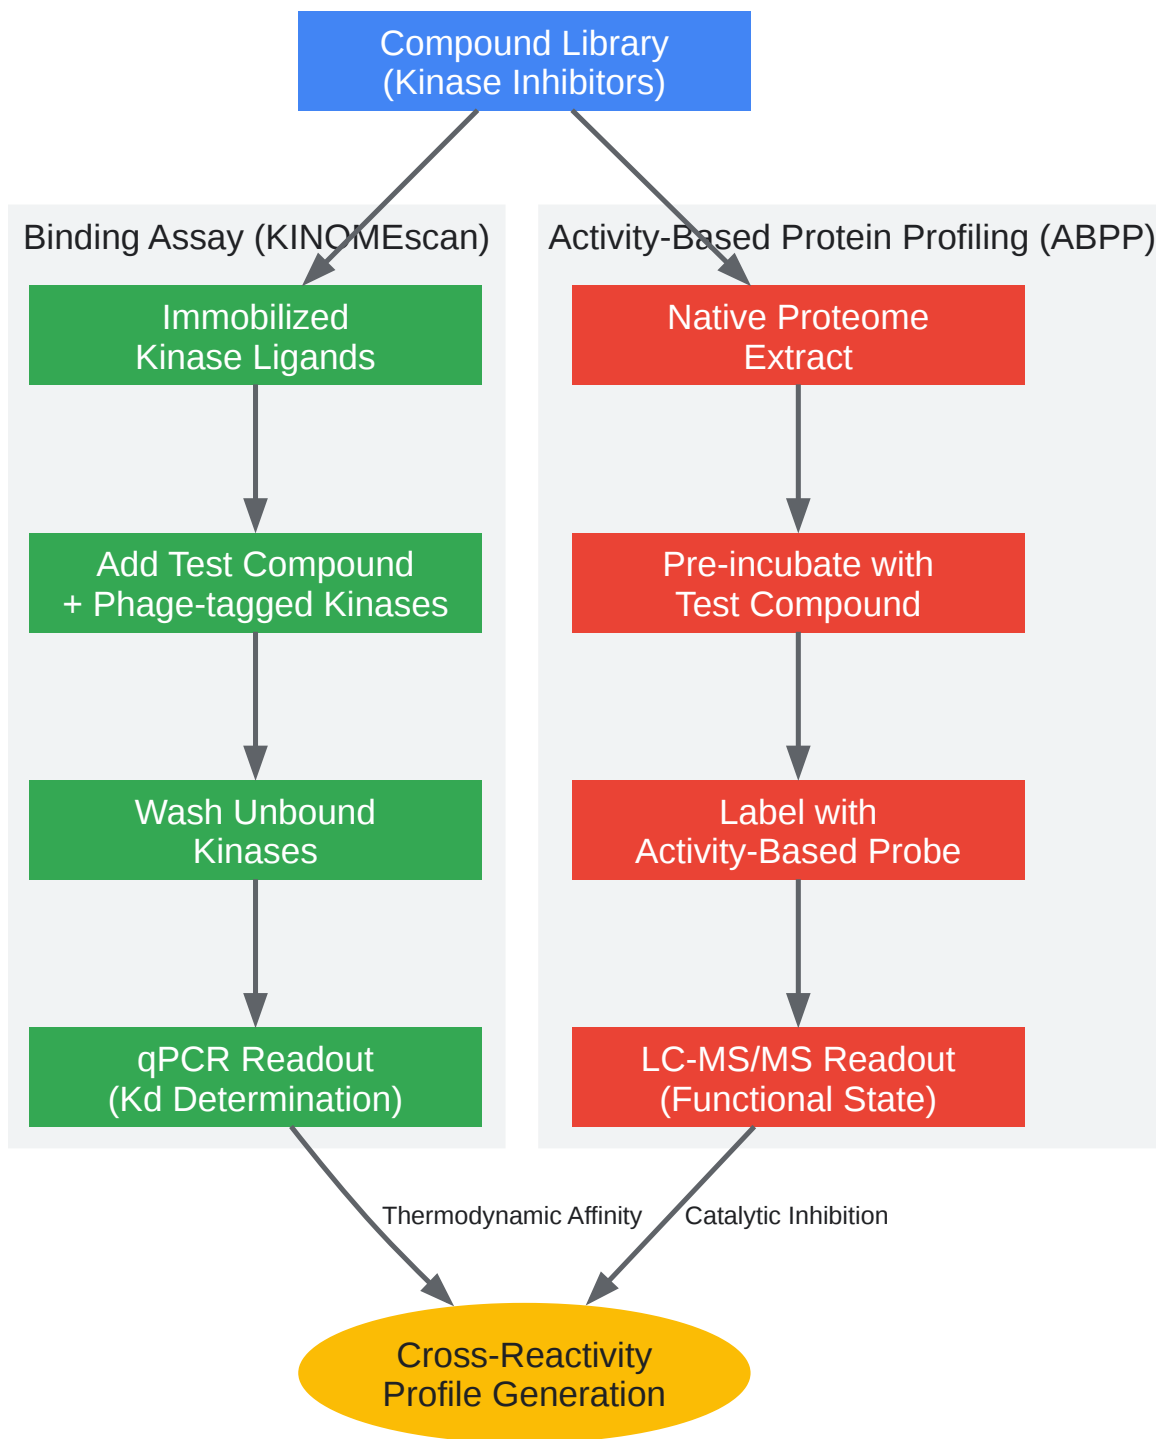 Compound Library
(Kinase Inhibitors)
Binding Assay (KINOMEscan)
Immobilized
Kinase Ligands
Add Test Compound
+ Phage-tagged Kinases
Wash Unbound
Kinases
qPCR Readout
(Kd Determination)
Activity-Based Protein Profiling (ABPP)
Native Proteome
Extract
Pre-incubate with
Test Compound
Label with
Activity-Based Probe
LC-MS/MS Readout
(Functional State)
Thermodynamic Affinity
Catalytic Inhibition
Cross-Reactivity
Profile Generation